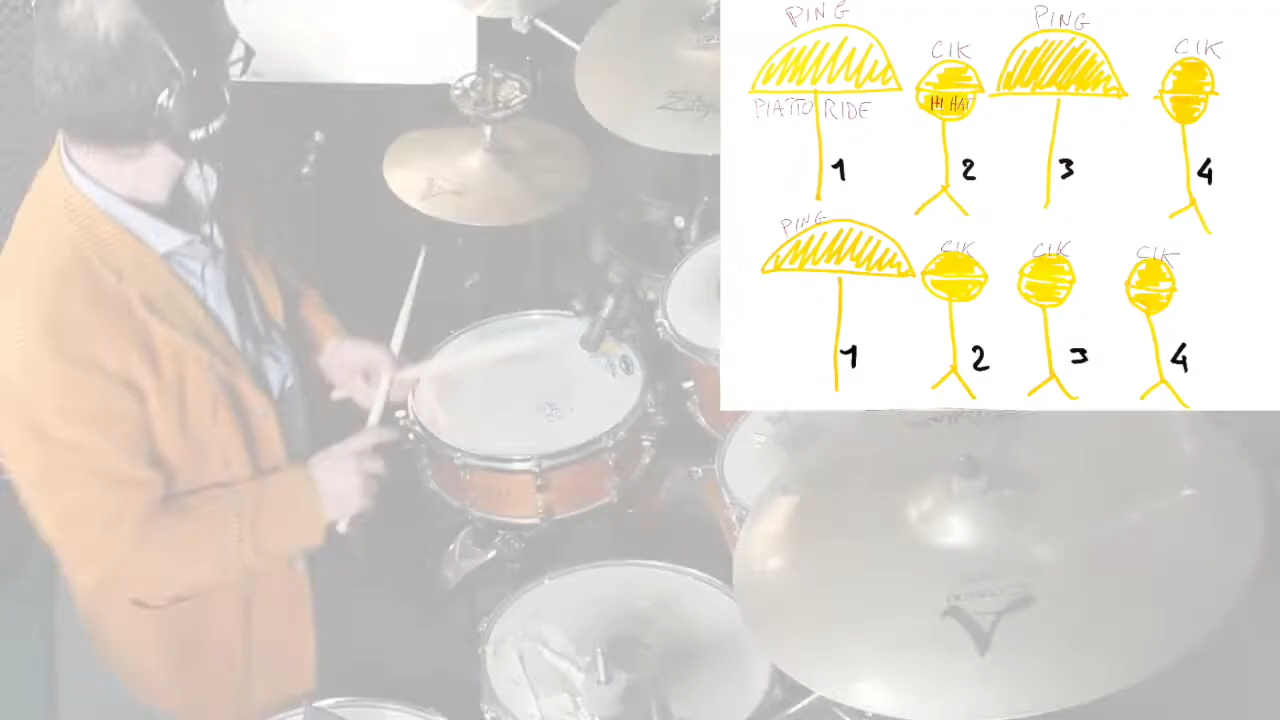 PING CIK PING CIK
PIATTO RIDE HI HAT
1 2 3 4
PING CIK CIK CIK
1 2 3 4
Zildjian